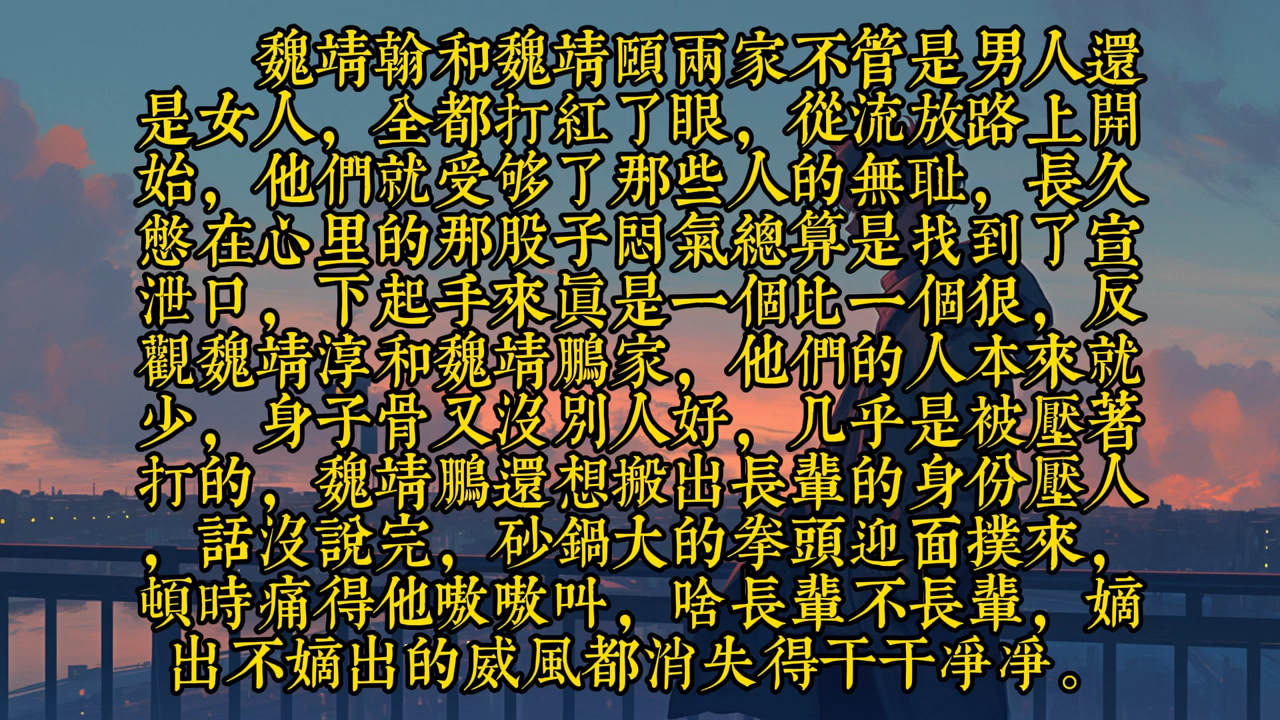 魏靖翰和魏靖頤兩家不管是男人還
是女人，全都打紅了眼，從流放路上開
始，他們就受够了那些人的無耻，長久
憋在心里的那股子悶氣總算是找到了宣
泄口，下起手來眞是一個比一個狠，反
觀魏靖淳和魏靖鵬家，他們的人本來就
少，身子骨又沒別人好，几乎是被壓著
打的，魏靖鵬還想搬出長輩的身份壓人
，話沒說完，砂鍋大的拳頭迎面撲來，
頓時痛得他嗷嗷叫，啥長輩不長輩，嫡
出不嫡出的威風都消失得干干凈凈。